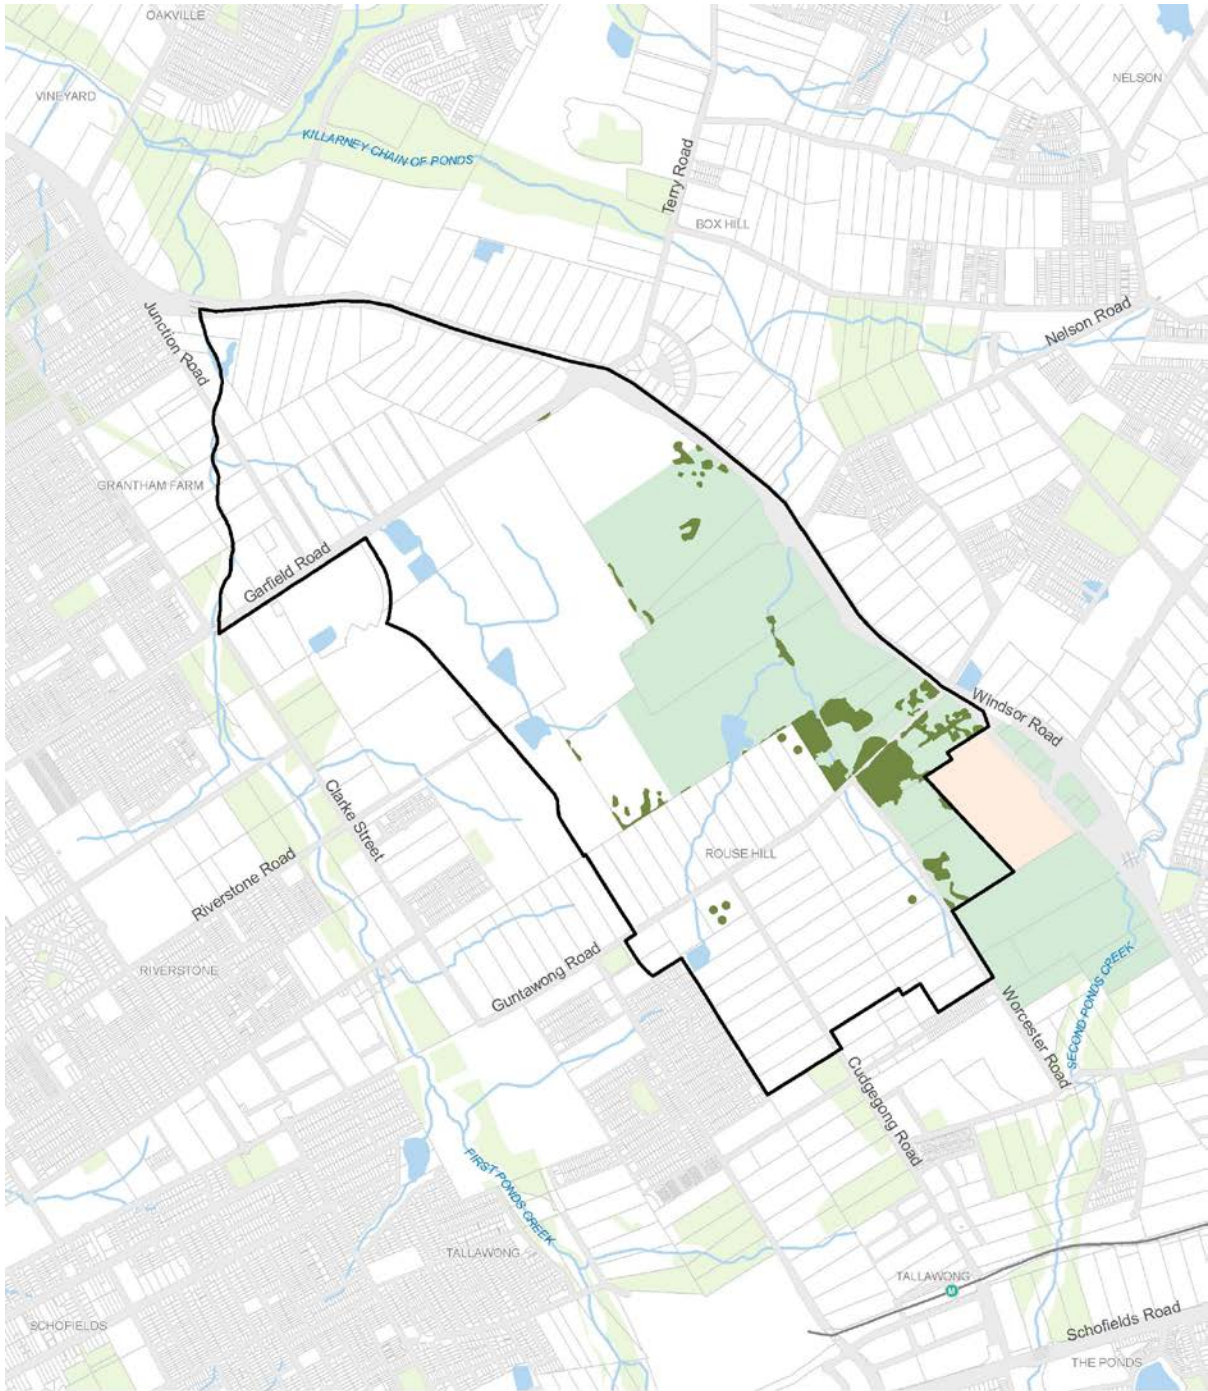 OAKVILLE
NELSON
VINEYARD
KILLARNEY CHAIN OF PONDS
Terry Road
BOX HILL
Nelson Road
Junction Road
GRANTHAM FARM
Garfield Road
Windsor Road
Clarke Street
ROUSE HILL
Riverstone Road
RIVERSTONE
Guntawong Road
SECOND PONDS CREEK
Worcester Road
Cudgegong Road
FIRST PONDS CREEK
TALLAWONG
TALLAWONG
M
SCHOFIELDS
Schofields Road
THE PONDS